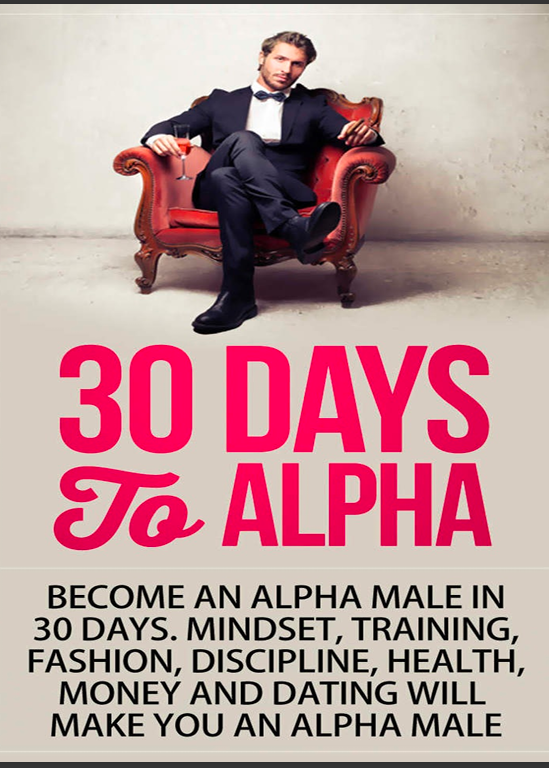 30 DAYS
To ALPHA
BECOME AN ALPHA MALE IN
30 DAYS. MINDSET, TRAINING,
FASHION, DISCIPLINE, HEALTH,
MONEY AND DATING WILL
MAKE YOU AN ALPHA MALE